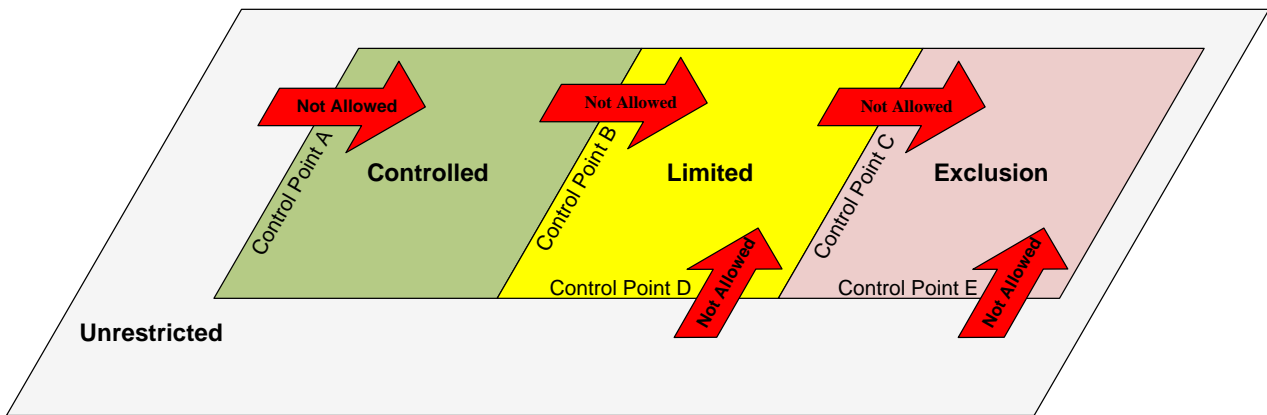 Not Allowed
Not Allowed
Not Allowed
Control Point A
Controlled
Control Point B
Limited
Control Point C
Exclusion
Control Point D
Not Allowed
Control Point E
Not Allowed
Unrestricted